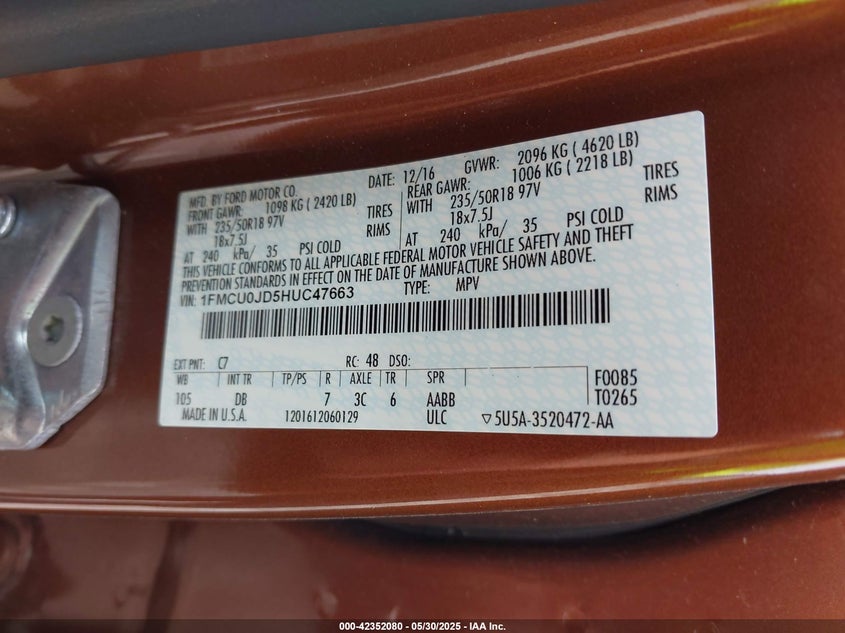 MFD. BY FORD MOTOR CO. DATE: 12/16 GVWR: 2096 KG ( 4620 LB)
FRONT GAWR: 1098 KG ( 2420 LB) REAR GAWR: 1006 KG ( 2218 LB)
WITH 235/50R18 97V TIRES WITH 235/50R18 97V TIRES
18x7.5J RIMS 18x7.5J RIMS
AT 240 kPa/ 35 PSI COLD AT 240 kPa/ 35 PSI COLD
THIS VEHICLE CONFORMS TO ALL APPLICABLE FEDERAL MOTOR VEHICLE SAFETY AND THEFT
PREVENTION STANDARDS IN EFFECT ON THE DATE OF MANUFACTURE SHOWN ABOVE.
VIN: 1FMCU0JD5HUC47663 TYPE: MPV
EXT PNT: C7 RC: 48 DSO:
WB INT TR TP/PS R AXLE TR SPR F0085
105 DB 7 3C 6 AABB T0265
MADE IN U.S.A. 1201612060129 ULC ▽5U5A-3520472-AA
000-42352080 - 05/30/2025 - IAA Inc.